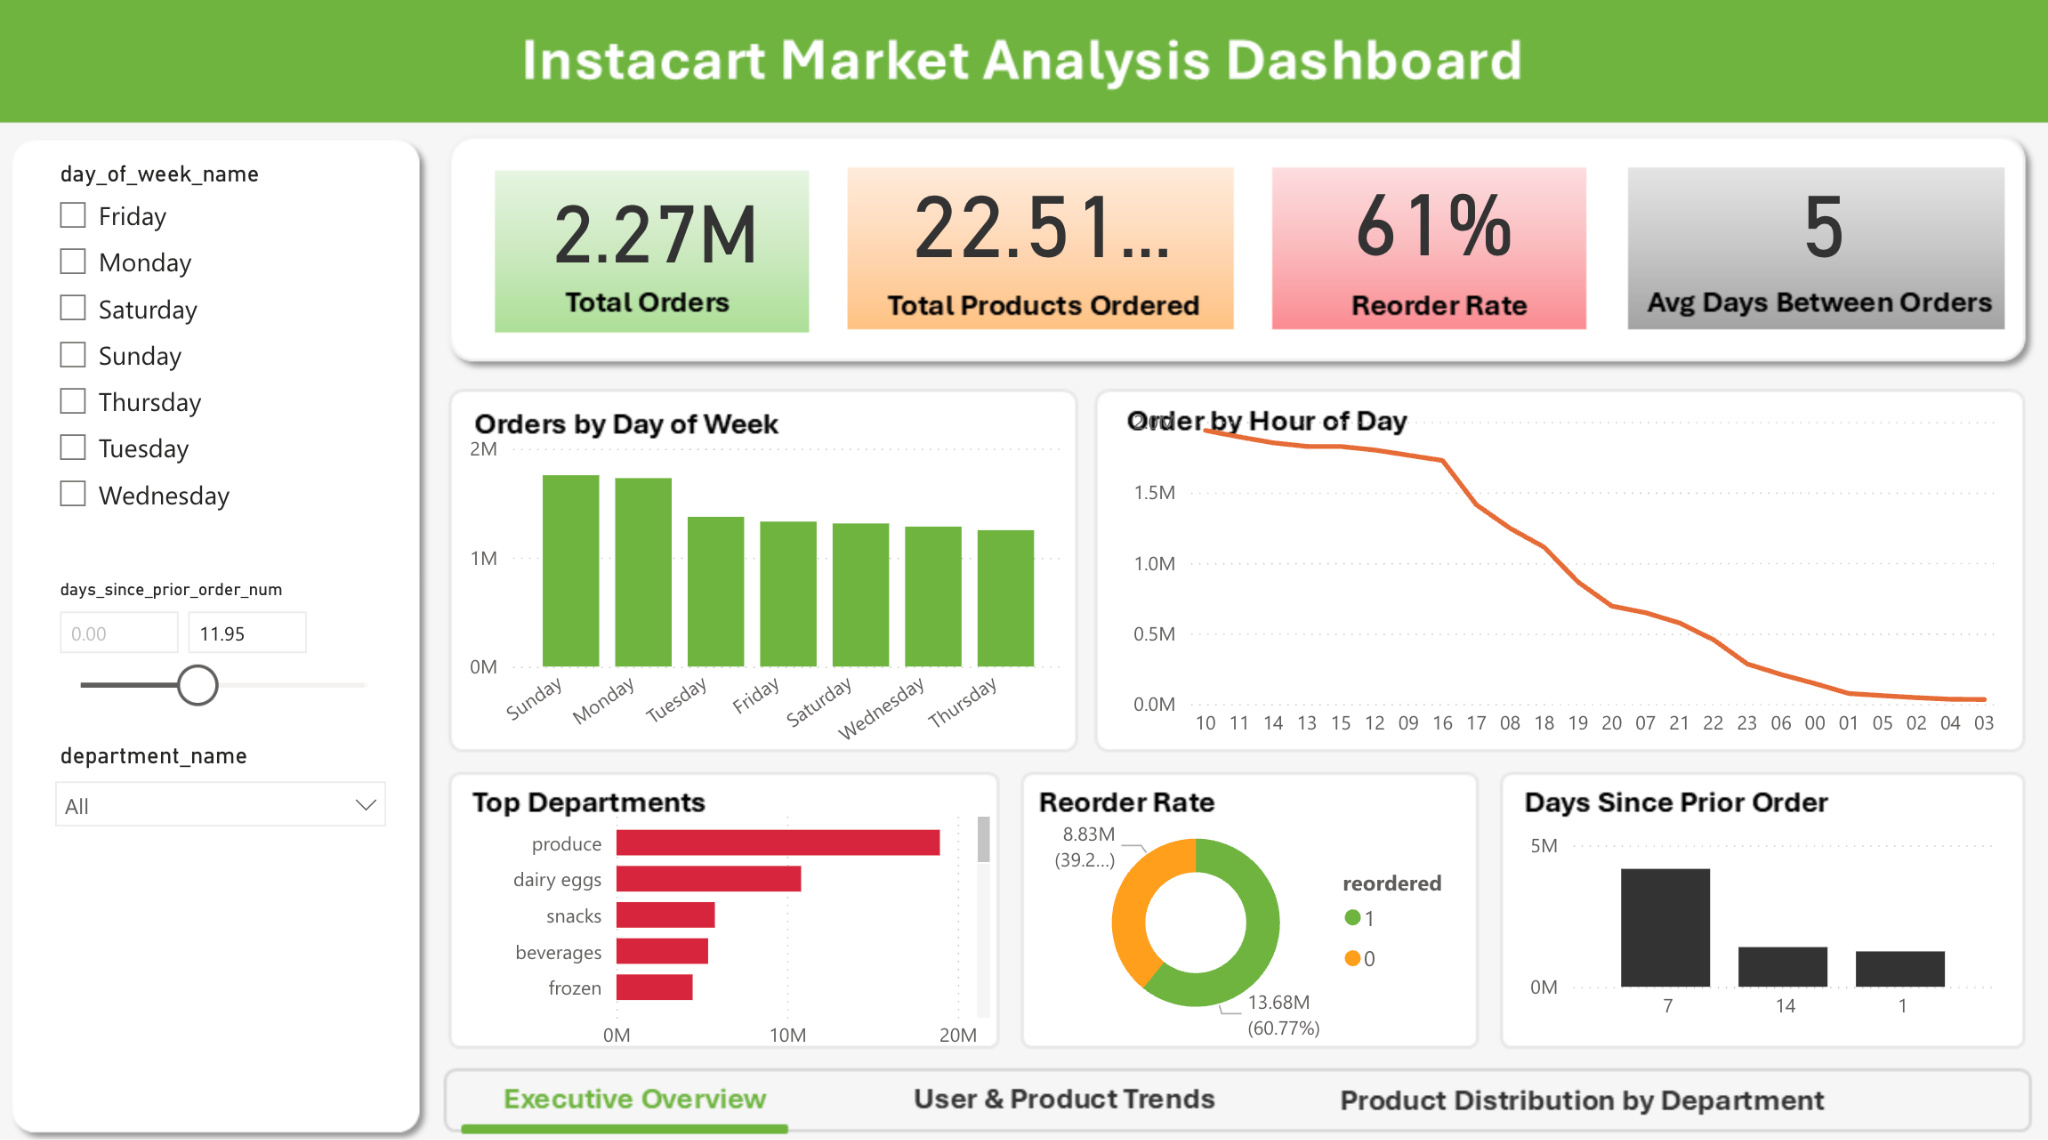 Instacart Market Analysis Dashboard
day_of_week_name
Friday
Monday
Saturday
Sunday
Thursday
Tuesday
Wednesday
days_since_prior_order_num
0.00 11.95
department_name
All
2.27M
Total Orders
22.51...
Total Products Ordered
61%
Reorder Rate
5
Avg Days Between Orders
Orders by Day of Week
2M
1M
0M
Sunday Monday Tuesday Friday Saturday Wednesday Thursday
Order by Hour of Day
2.0M
1.5M
1.0M
0.5M
0.0M
10 11 14 13 15 12 09 16 17 08 18 19 20 07 21 22 23 06 00 01 05 02 04 03
Top Departments
produce
dairy eggs
snacks
beverages
frozen
0M 10M 20M
Reorder Rate
8.83M
(39.2...)
reordered
1
0
13.68M
(60.77%)
Days Since Prior Order
5M
0M
7 14 1
Executive Overview User & Product Trends Product Distribution by Department